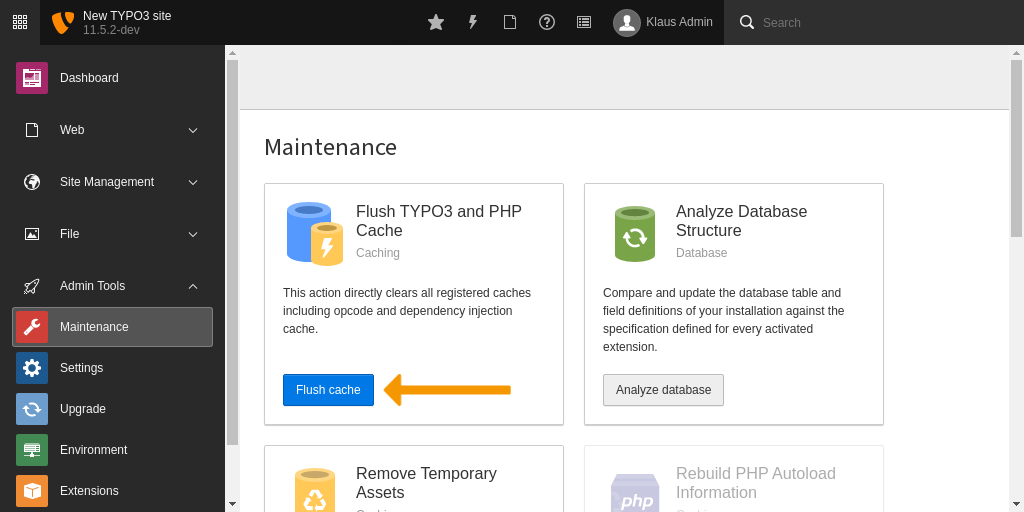 New TYPO3 site
11.5.2-dev
Klaus Admin
Search
Dashboard
Web
Site Management
File
Admin Tools
Maintenance
Settings
Upgrade
Environment
Extensions
Maintenance
Flush TYPO3 and PHP
Cache
Caching
This action directly clears all registered caches
including opcode and dependency injection
cache.
Flush cache
Analyze Database
Structure
Database
Compare and update the database table and
field definitions of your installation against the
specification defined for every activated
extension.
Analyze database
Remove Temporary
Assets
php
Rebuild PHP Autoload
Information